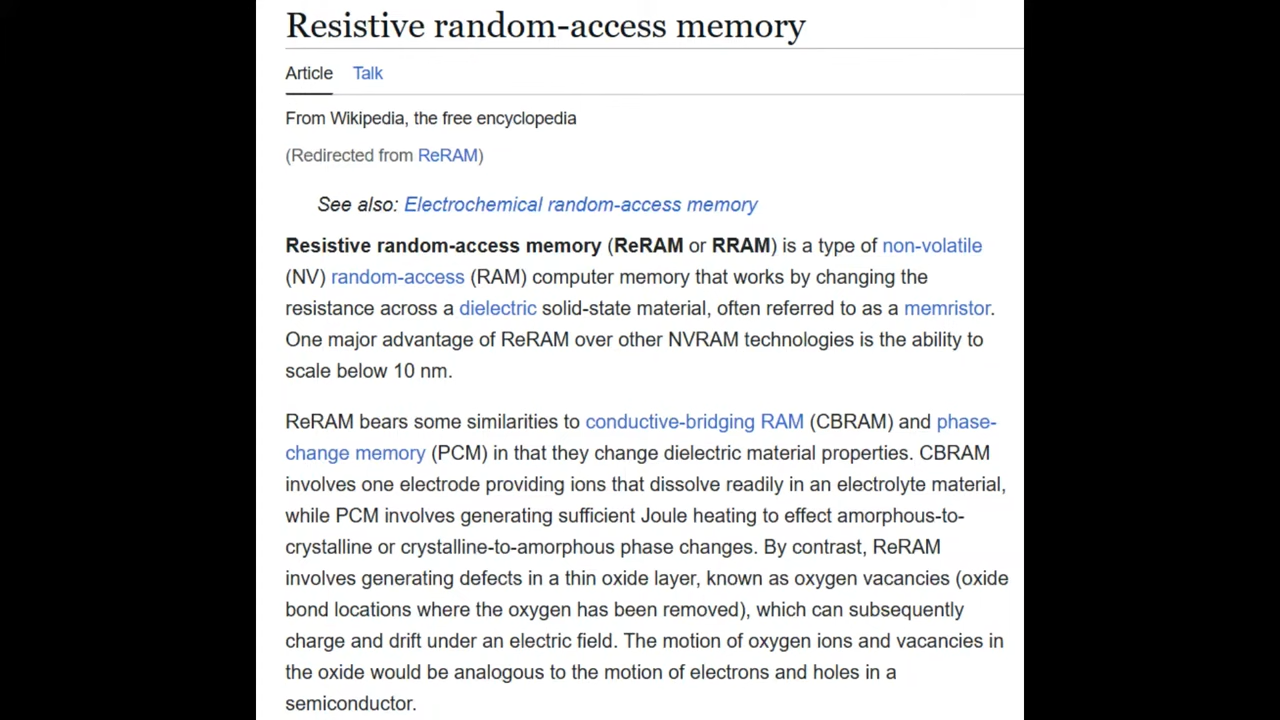 Resistive random-access memory
Article Talk
From Wikipedia, the free encyclopedia
(Redirected from ReRAM)
See also: Electrochemical random-access memory
Resistive random-access memory (ReRAM or RRAM) is a type of non-volatile
(NV) random-access (RAM) computer memory that works by changing the
resistance across a dielectric solid-state material, often referred to as a memristor.
One major advantage of ReRAM over other NVRAM technologies is the ability to
scale below 10 nm.
ReRAM bears some similarities to conductive-bridging RAM (CBRAM) and phase-
change memory (PCM) in that they change dielectric material properties. CBRAM
involves one electrode providing ions that dissolve readily in an electrolyte material,
while PCM involves generating sufficient Joule heating to effect amorphous-to-
crystalline or crystalline-to-amorphous phase changes. By contrast, ReRAM
involves generating defects in a thin oxide layer, known as oxygen vacancies (oxide
bond locations where the oxygen has been removed), which can subsequently
charge and drift under an electric field. The motion of oxygen ions and vacancies in
the oxide would be analogous to the motion of electrons and holes in a
semiconductor.